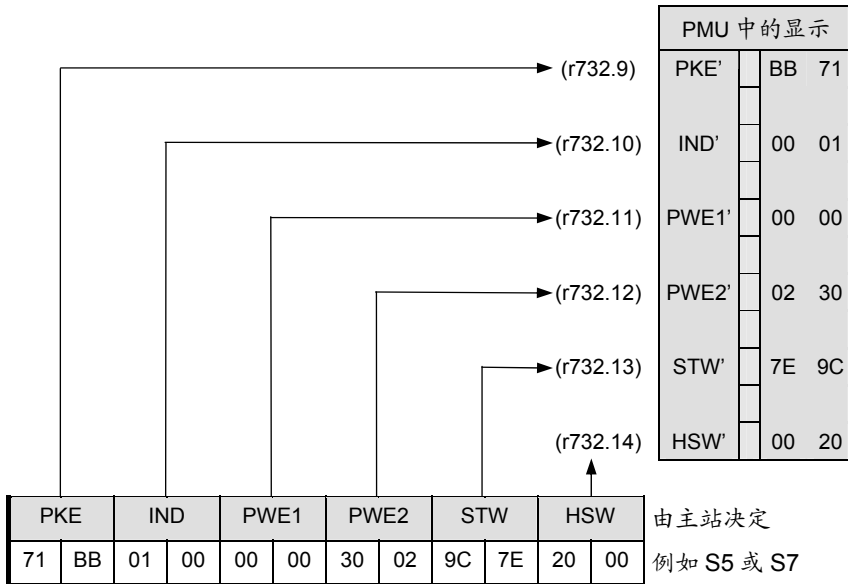 PMU 中的显示
(r732.9) PKE' BB 71
(r732.10) IND' 00 01
(r732.11) PWE1' 00 00
(r732.12) PWE2' 02 30
(r732.13) STW' 7E 9C
(r732.14) HSW' 00 20
PKE IND PWE1 PWE2 STW HSW 由主站决定
71 BB 01 00 00 00 30 02 9C 7E 20 00 例如 S5 或 S7